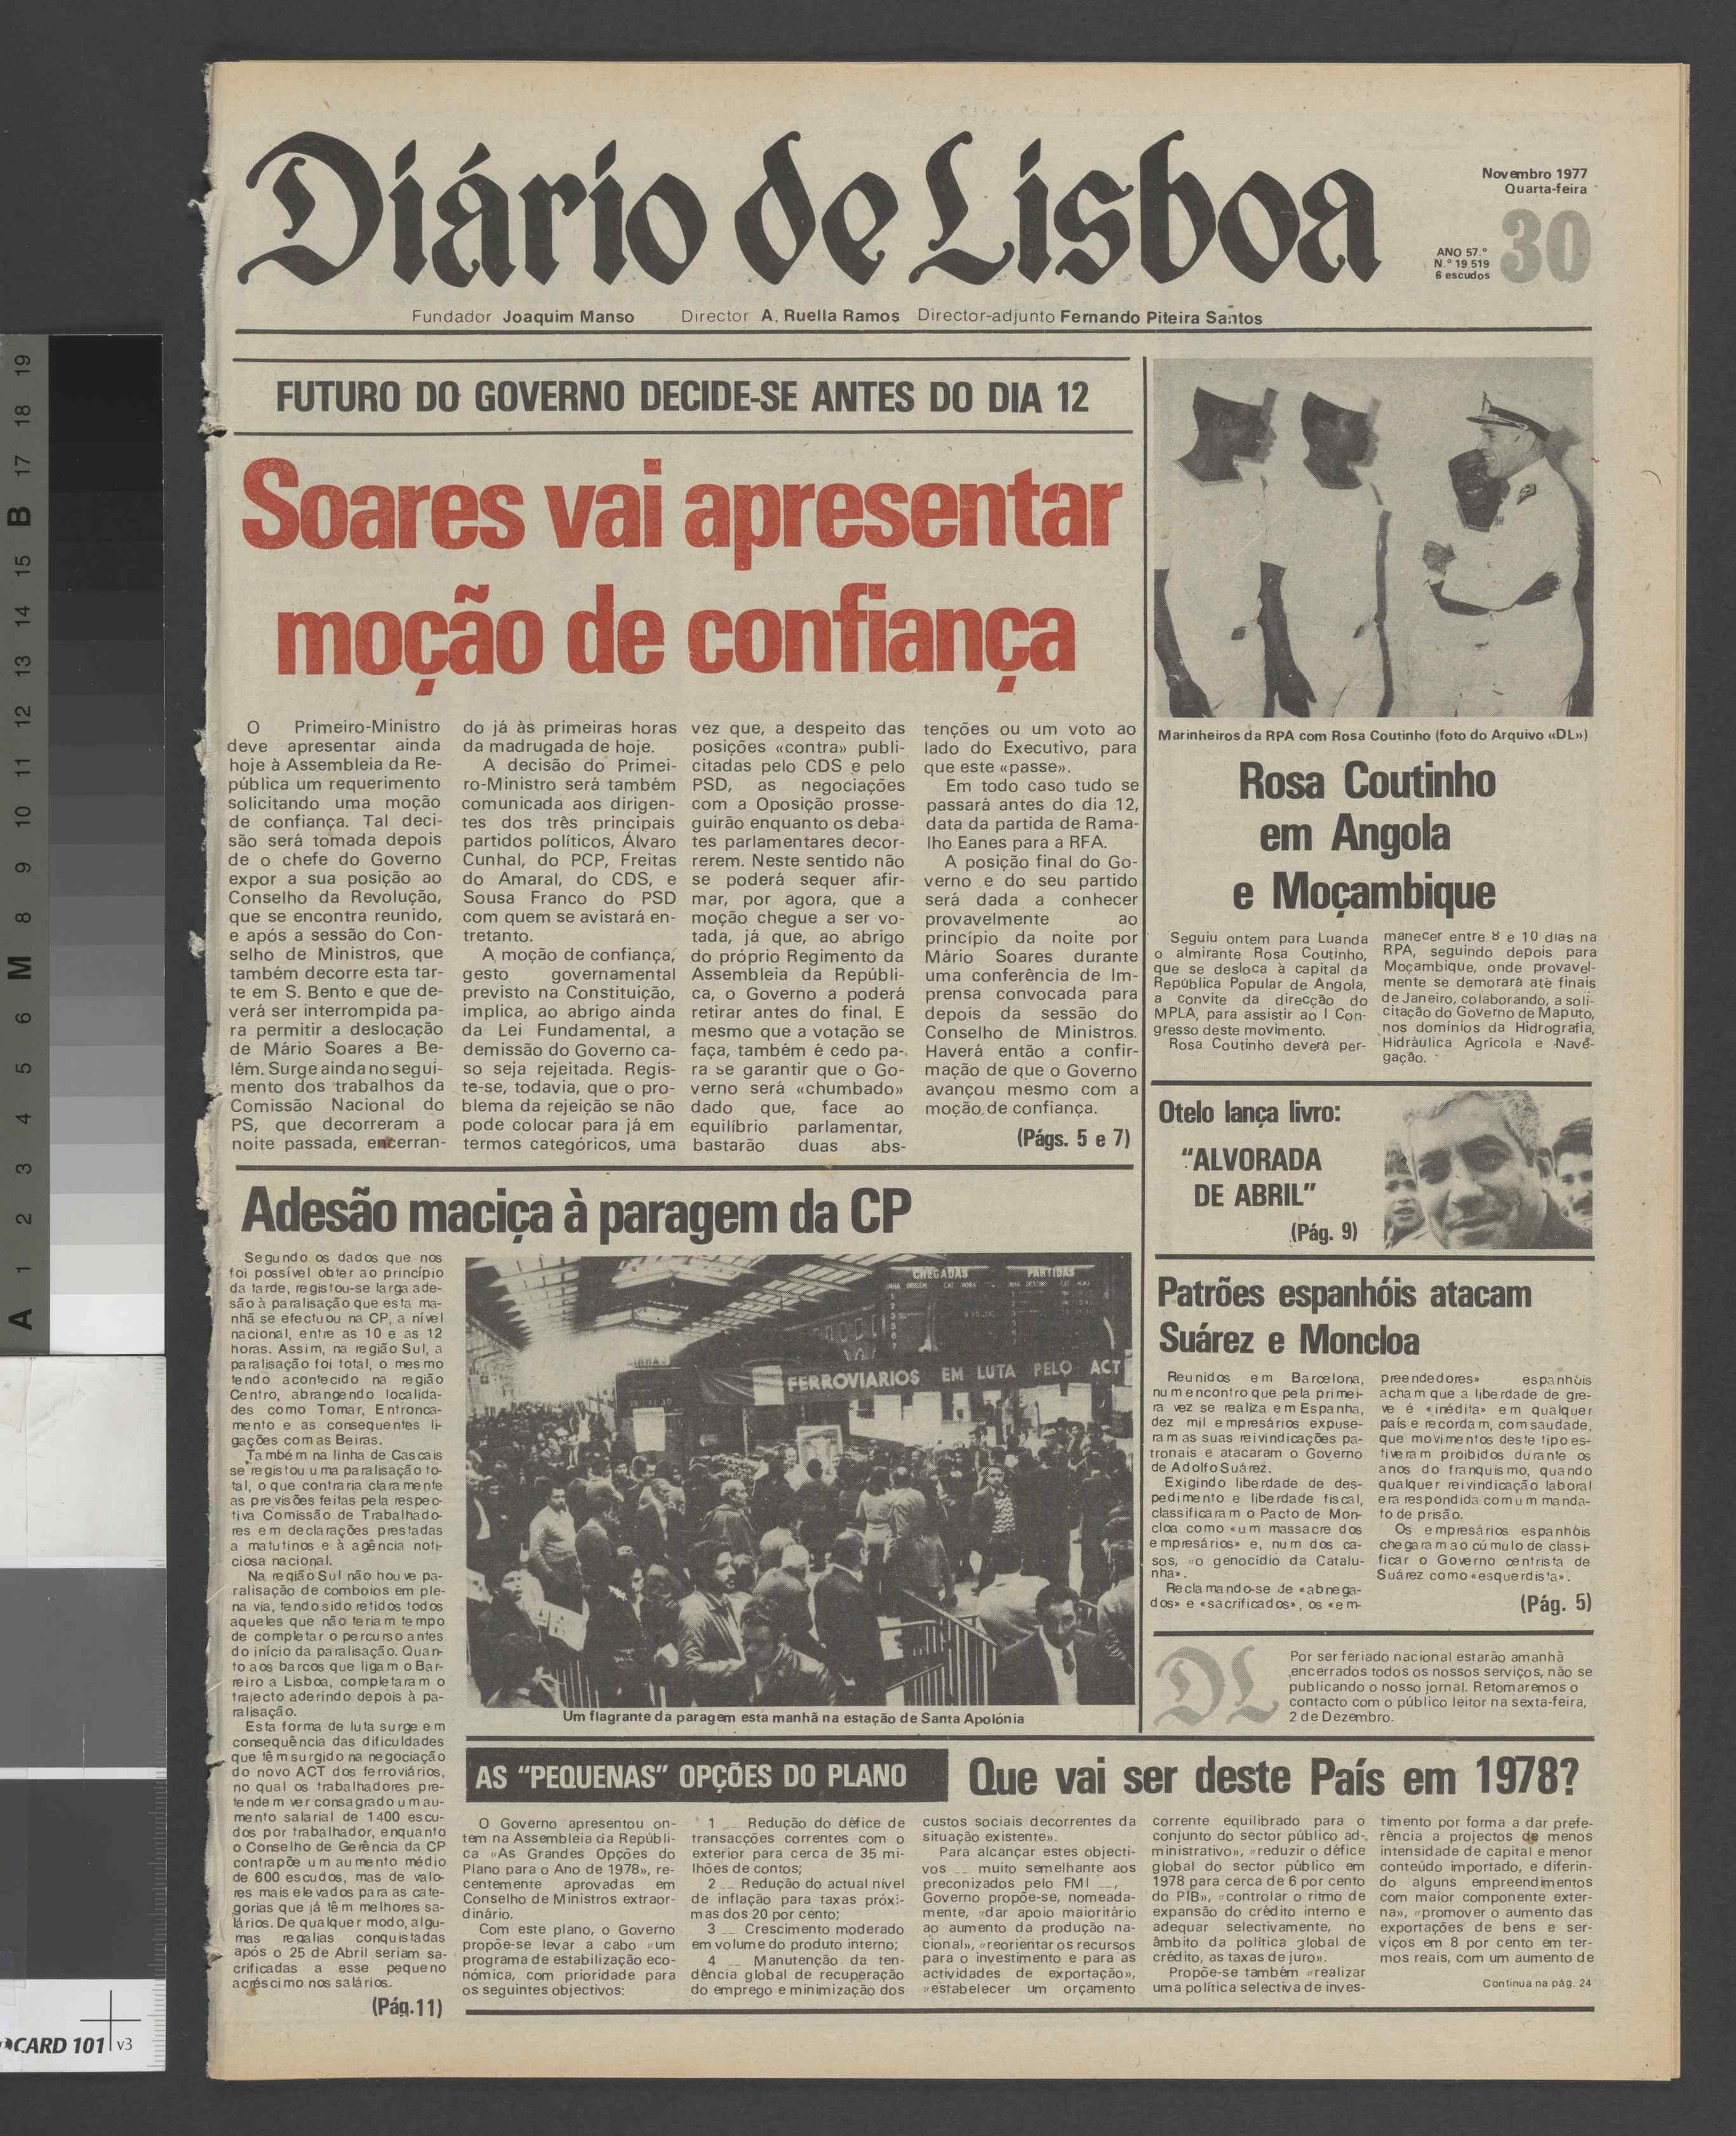 Diário de Lisboa
Novembro 1977
Quarta-feira
30
ANO 57.º
N.º 19 519
6 escudos
Fundador Joaquim Manso Director A. Ruella Ramos Director-adjunto Fernando Piteira Santos
FUTURO DO GOVERNO DECIDE-SE ANTES DO DIA 12
Soares vai apresentar
moção de confiança
O Primeiro-Ministro
deve apresentar ainda
hoje à Assembleia da Re-
pública um requerimento
solicitando uma moção
de confiança. Tal deci-
são será tomada depois
de o chefe do Governo
expor a sua posição ao
Conselho da Revolução,
que se encontra reunido,
e após a sessão do Con-
selho de Ministros, que
também decorre esta tar-
te em S. Bento e que de-
verá ser interrompida pa-
ra permitir a deslocação
de Mário Soares a Be-
lém. Surge ainda no segui-
mento dos trabalhos da
Comissão Nacional do
PS, que decorreram a
noite passada, encerran-
do já às primeiras horas
da madrugada de hoje.
A decisão do Primei-
ro-Ministro será também
comunicada aos dirigen-
tes dos três principais
partidos políticos, Álvaro
Cunhal, do PCP, Freitas
do Amaral, do CDS, e
Sousa Franco do PSD
com quem se avistará en-
tretanto.
A moção de confiança,
gesto governamental
previsto na Constituição,
implica, ao abrigo ainda
da Lei Fundamental, a
demissão do Governo ca-
so seja rejeitada. Regis-
te-se, todavia, que o pro-
blema da rejeição se não
pode colocar para já em
termos categóricos, uma
vez que, a despeito das
posições «contra» publi-
citadas pelo CDS e pelo
PSD, as negociações
com a Oposição prosse-
guirão enquanto os deba-
tes parlamentares decor-
rerem. Neste sentido não
se poderá sequer afir-
mar, por agora, que a
moção chegue a ser vo-
tada, já que, ao abrigo
do próprio Regimento da
Assembleia da Repúbli-
ca, o Governo a poderá
retirar antes do final. E
mesmo que a votação se
faça, também é cedo pa-
ra se garantir que o Go-
verno será «chumbado»
dado que, face ao
equilíbrio parlamentar,
bastarão duas abs-
tenções ou um voto ao
lado do Executivo, para
que este «passe».
Em todo caso tudo se
passará antes do dia 12,
data da partida de Rama-
lho Eanes para a RFA.
A posição final do Go-
verno e do seu partido
será dada a conhecer
provavelmente ao
princípio da noite por
Mário Soares durante
uma conferência de Im-
prensa convocada para
depois da sessão do
Conselho de Ministros.
Haverá então a confir-
mação de que o Governo
avançou mesmo com a
moção de confiança.
(Págs. 5 e 7)
Marinheiros da RPA com Rosa Coutinho (foto do Arquivo «DL»)
Rosa Coutinho
em Angola
e Moçambique
Seguiu ontem para Luanda
o almirante Rosa Coutinho,
que se desloca à capital da
República Popular de Angola,
a convite da direcção do
MPLA, para assistir ao I Con-
gresso deste movimento.
Rosa Coutinho deverá per-
manecer entre 8 e 10 dias na
RPA, seguindo depois para
Moçambique, onde provavel-
mente se demorará até finais
de Janeiro, colaborando, a soli-
citação do Governo de Maputo,
nos domínios da Hidrografia,
Hidráulica Agrícola e Nave-
gação.
Otelo lança livro:
"ALVORADA
DE ABRIL"
(Pág. 9)
Patrões espanhóis atacam
Suárez e Moncloa
Reunidos em Barcelona,
num encontro que pela primei-
ra vez se realiza em Espanha,
dez mil empresários expuse-
ram as suas reivindicações pa-
tronais e atacaram o Governo
de Adolfo Suárez.
Exigindo liberdade de des-
pedimento e liberdade fiscal,
classificaram o Pacto de Mon-
cloa como «um massacre dos
empresários» e, num dos ca-
sos, «o genocídio da Catalu-
nha».
Reclamando-se de «abnega-
dos» e «sacrificados», os «em-
preendedores» espanhóis
acham que a liberdade de gre-
ve é «inédita» em qualquer
país e recordam, com saudade,
que movimentos deste tipo es-
tiveram proibidos durante os
anos do franquismo, quando
qualquer reivindicação laboral
era respondida com um manda-
to de prisão.
Os empresários espanhóis
chegaram ao cúmulo de classi-
ficar o Governo centrista de
Suárez como «esquerdista».
(Pág. 5)
DL
Por ser feriado nacional estarão amanhã
encerrados todos os nossos serviços, não se
publicando o nosso jornal. Retomaremos o
contacto com o público leitor na sexta-feira,
2 de Dezembro.
Adesão maciça à paragem da CP
Segundo os dados que nos
foi possível obter ao princípio
da tarde, registou-se larga ade-
são à paralisação que esta ma-
nhã se efectuou na CP, a nível
nacional, entre as 10 e as 12
horas. Assim, na região Sul, a
paralisação foi total, o mesmo
tendo acontecido na região
Centro, abrangendo localida-
des como Tomar, Entronca-
mento e as consequentes li-
gações com as Beiras.
Também na linha de Cascais
se registou uma paralisação to-
tal, o que contraria claramente
as previsões feitas pela respec-
tiva Comissão de Trabalhado-
res em declarações prestadas
a matutinos e à agência noti-
ciosa nacional.
Na região Sul não houve pa-
ralisação de comboios em ple-
na via, tendo sido retidos todos
aqueles que não teriam tempo
de completar o percurso antes
do início da paralisação. Quan-
to aos barcos que ligam o Bar-
reiro a Lisboa, completaram o
trajecto aderindo depois à pa-
ralisação.
Esta forma de luta surge em
consequência das dificuldades
que têm surgido na negociação
do novo ACT dos ferroviários,
no qual os trabalhadores pre-
tendem ver consagrado um au-
mento salarial de 1400 escu-
dos por trabalhador, enquanto
o Conselho de Gerência da CP
contrapõe um aumento médio
de 600 escudos, mas de valo-
res mais elevados para as cate-
gorias que já têm melhores sa-
lários. De qualquer modo, algu-
mas regalias conquistadas
após o 25 de Abril seriam sa-
crificadas a esse pequeno
acréscimo nos salários.
(Pág.11)
CHEGADAS PARTIDAS
FERROVIARIOS EM LUTA PELO ACT
Um flagrante da paragem esta manhã na estação de Santa Apolónia
AS "PEQUENAS" OPÇÕES DO PLANO
Que vai ser deste País em 1978?
O Governo apresentou on-
tem na Assembleia da Repúbli-
ca «As Grandes Opções do
Plano para o Ano de 1978», re-
centemente aprovadas em
Conselho de Ministros extraor-
dinário.
Com este plano, o Governo
propõe-se levar a cabo «um
programa de estabilização eco-
nómica, com prioridade para
os seguintes objectivos:
1 __ Redução do défice de
transacções correntes com o
exterior para cerca de 35 mi-
lhões de contos;
2 __ Redução do actual nível
de inflação para taxas próxi-
mas dos 20 por cento;
3 __ Crescimento moderado
em volume do produto interno;
4 __ Manutenção da ten-
dência global de recuperação
do emprego e minimização dos
custos sociais decorrentes da
situação existente».
Para alcançar estes objecti-
vos __ muito semelhante aos
preconizados pelo FMI __,
Governo propõe-se, nomeada-
mente, «dar apoio maioritário
ao aumento da produção na-
cional», «reorientar os recursos
para o investimento e para as
actividades de exportação»,
«estabelecer um orçamento
corrente equilibrado para o
conjunto do sector público ad-
ministrativo», «reduzir o défice
global do sector público em
1978 para cerca de 6 por cento
do PIB», «controlar o ritmo de
expansão do crédito interno e
adequar selectivamente, no
âmbito da política global de
crédito, as taxas de juro».
Propõe-se também «realizar
uma política selectiva de inves-
timento por forma a dar prefe-
rência a projectos de menos
intensidade de capital e menor
conteúdo importado, e diferin-
do alguns empreendimentos
com maior componente exter-
na», «promover o aumento das
exportações de bens e ser-
viços em 8 por cento em ter-
mos reais, com um aumento de
Continua na pág. 24
A 1 2 3 4 5 6 M 8 9 10 11 12 13 14 15 B 17 18 19
CARD 101 v3